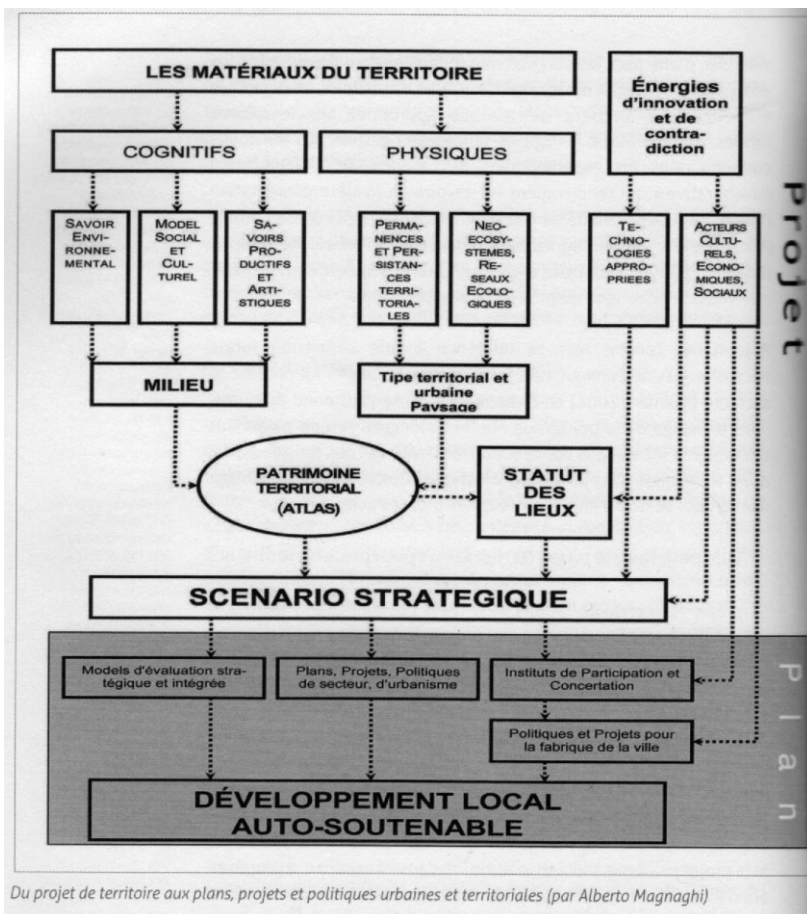 LES MATÉRIAUX DU TERRITOIRE
Énergies
d'innovation
et de
contra-
diction
COGNITIFS
PHYSIQUES
SAVOIR
ENVI-
RONNE-
MENTAL
MODEL
SOCIAL
ET
CUL-
TUREL
SA-
VOIRS
PRO-
DUCTIFS
ET
AR-
TISTIQUES
PERMA-
NENCES
ET PER-
SISTANCES
TERRI-
TORIA-
LES
NEO-
ECOSY-
STEMES,
RE-
SEAUX
ECOLO-
GIQUES
TE-
CHNO-
LOGIES
APPRO-
PRIEES
ACTEURS
CULTU-
RELS,
ECONO-
MIQUES,
SOCIAUX
MILIEU
Tipe territorial et
urbaine
Paysage
PATRIMOINE
TERRITORIAL
(ATLAS)
STATUT
DES
LIEUX
SCENARIO STRATEGIQUE
Models d'évaluation stra-
tégique et intégrée
Plans, Projets, Politiques
de secteur, d'urbanisme
Instituts de Participation et
Concertation
Politiques et Projets pour
la fabrique de la ville
DÉVELOPPEMENT LOCAL
AUTO-SOUTENABLE
Projet
Plan
Du projet de territoire aux plans, projets et politiques urbaines et territoriales (par Alberto Magnaghi)